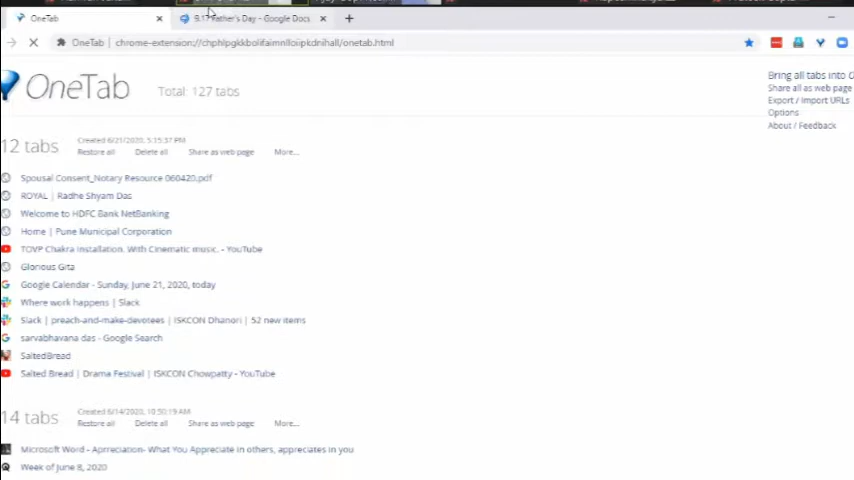 OneTab
9.17 Father's Day - Google Docs
OneTab | chrome-extension://chphlpgkkbolifaimnlloiipkdnihall/onetab.html
OneTab
Total: 127 tabs
Bring all tabs into
Share all as web page
Export / Import URLs
Options
About / Feedback
12 tabs
Created 6/21/2020, 5:15:37 PM
Restore all Delete all Share as web page More...
Spousal Consent_Notary Resource 060420.pdf
ROYAL | Radhe Shyam Das
Welcome to HDFC Bank NetBanking
Home | Pune Municipal Corporation
TOVP Chakra Installation. With Cinematic music. - YouTube
Glorious Gita
Google Calendar - Sunday, June 21, 2020, today
Where work happens | Slack
Slack | preach-and-make-devotees | ISKCON Dhanori | 52 new items
sarvabhavana das - Google Search
SaltedBread
Salted Bread | Drama Festival | ISKCON Chowpatty - YouTube
14 tabs
Created 6/14/2020, 10:50:19 AM
Restore all Delete all Share as web page More...
Microsoft Word - Aprreciation- What You Appreciate in others, appreciates in you
Week of June 8, 2020